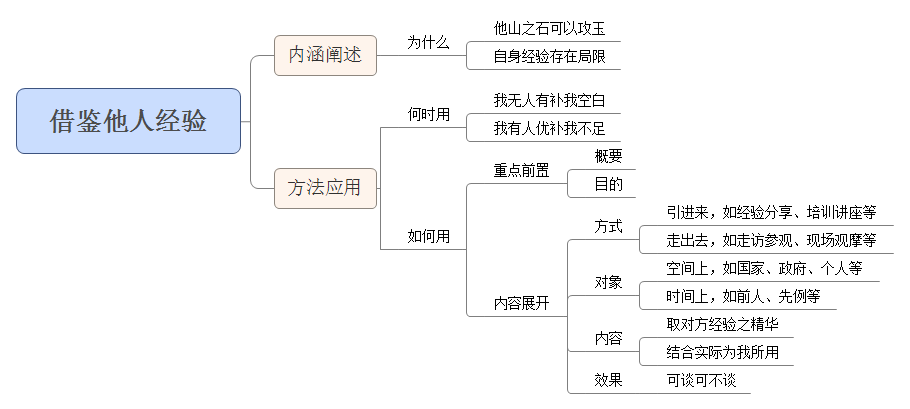 借鉴他人经验
内涵阐述
为什么
他山之石可以攻玉
自身经验存在局限
方法应用
何时用
我无人有补我空白
我有人优补我不足
如何用
重点前置
概要
目的
内容展开
方式
引进来，如经验分享、培训讲座等
走出去，如走访参观、现场观摩等
对象
空间上，如国家、政府、个人等
时间上，如前人、先例等
内容
取对方经验之精华
结合实际为我所用
效果
可谈可不谈